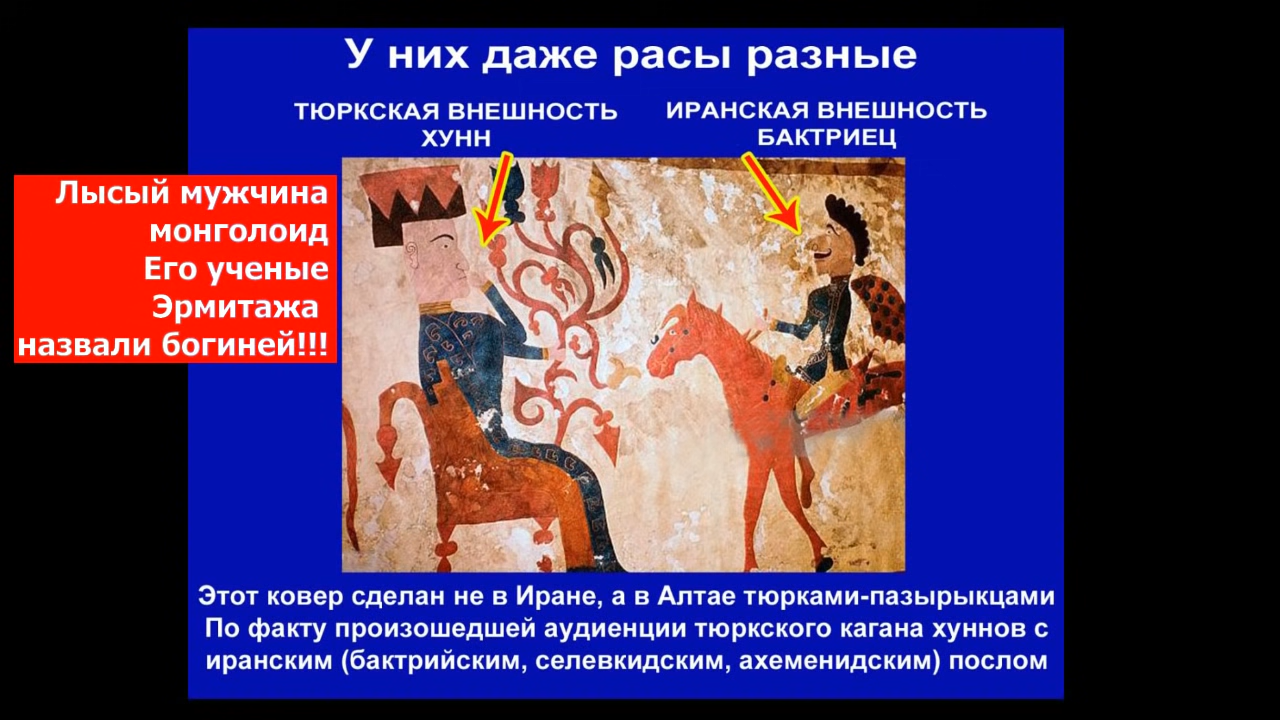 У них даже расы разные
ТЮРКСКАЯ ВНЕШНОСТЬ
ХУНН
ИРАНСКАЯ ВНЕШНОСТЬ
БАКТРИЕЦ
Лысый мужчина
монголоид
Его ученые
Эрмитажа
назвали богиней!!!
Этот ковер сделан не в Иране, а в Алтае тюрками-пазырыкцами
По факту произошедшей аудиенции тюркского кагана хуннов с
иранским (бактрийским, селевкидским, ахеменидским) послом